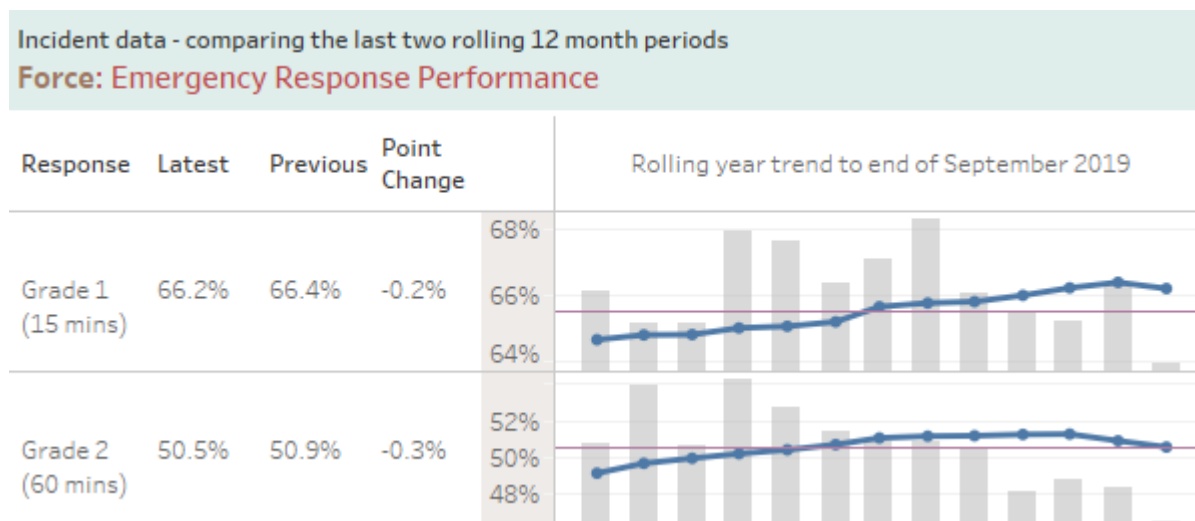 Incident data - comparing the last two rolling 12 month periods
Force: Emergency Response Performance
Response Latest Previous Point Change Rolling year trend to end of September 2019
Grade 1 (15 mins) 66.2% 66.4% -0.2%
68%
66%
64%
Grade 2 (60 mins) 50.5% 50.9% -0.3%
52%
50%
48%